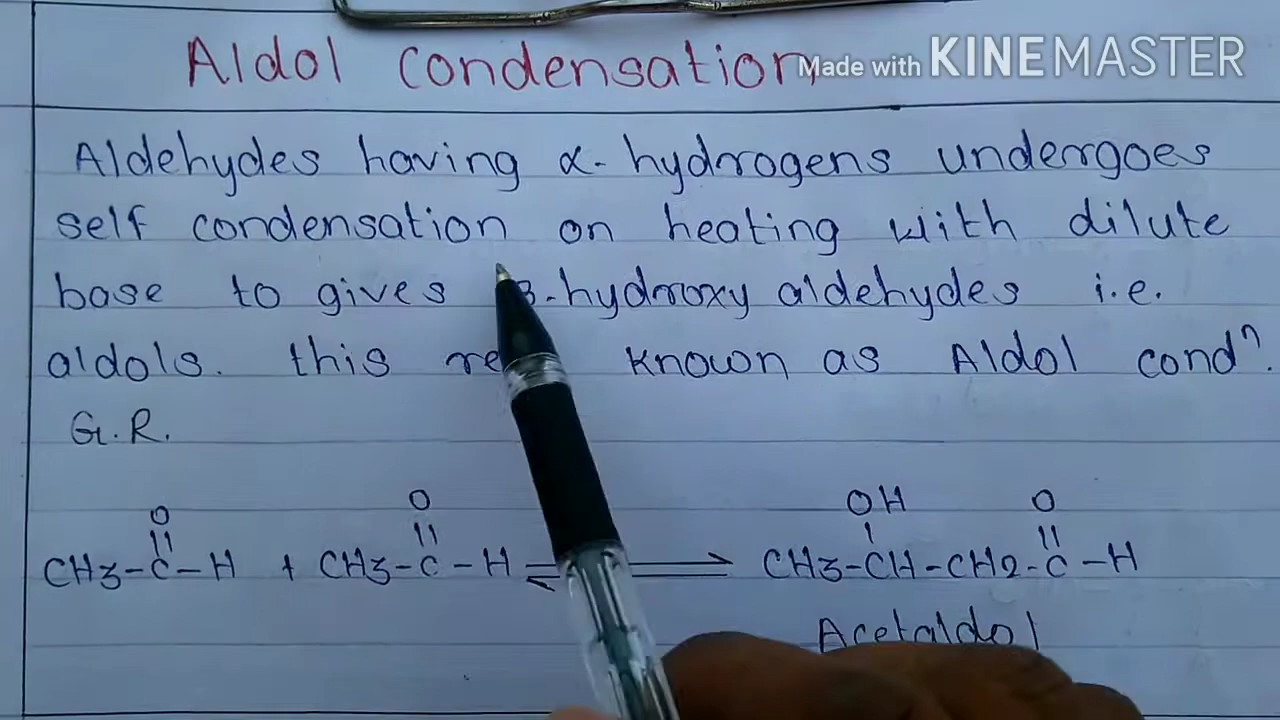 Aldol condensation
Made with KINEMASTER
Aldehydes having α-hydrogens undergoes
self condensation on heating with dilute
base to gives β-hydroxy aldehydes i.e.
aldols. this known as Aldol condⁿ.
G.R.
O O OH O
|| || | ||
CH3-C-H + CH3-C-H ⇌ CH3-CH-CH2-C-H
Acetaldol